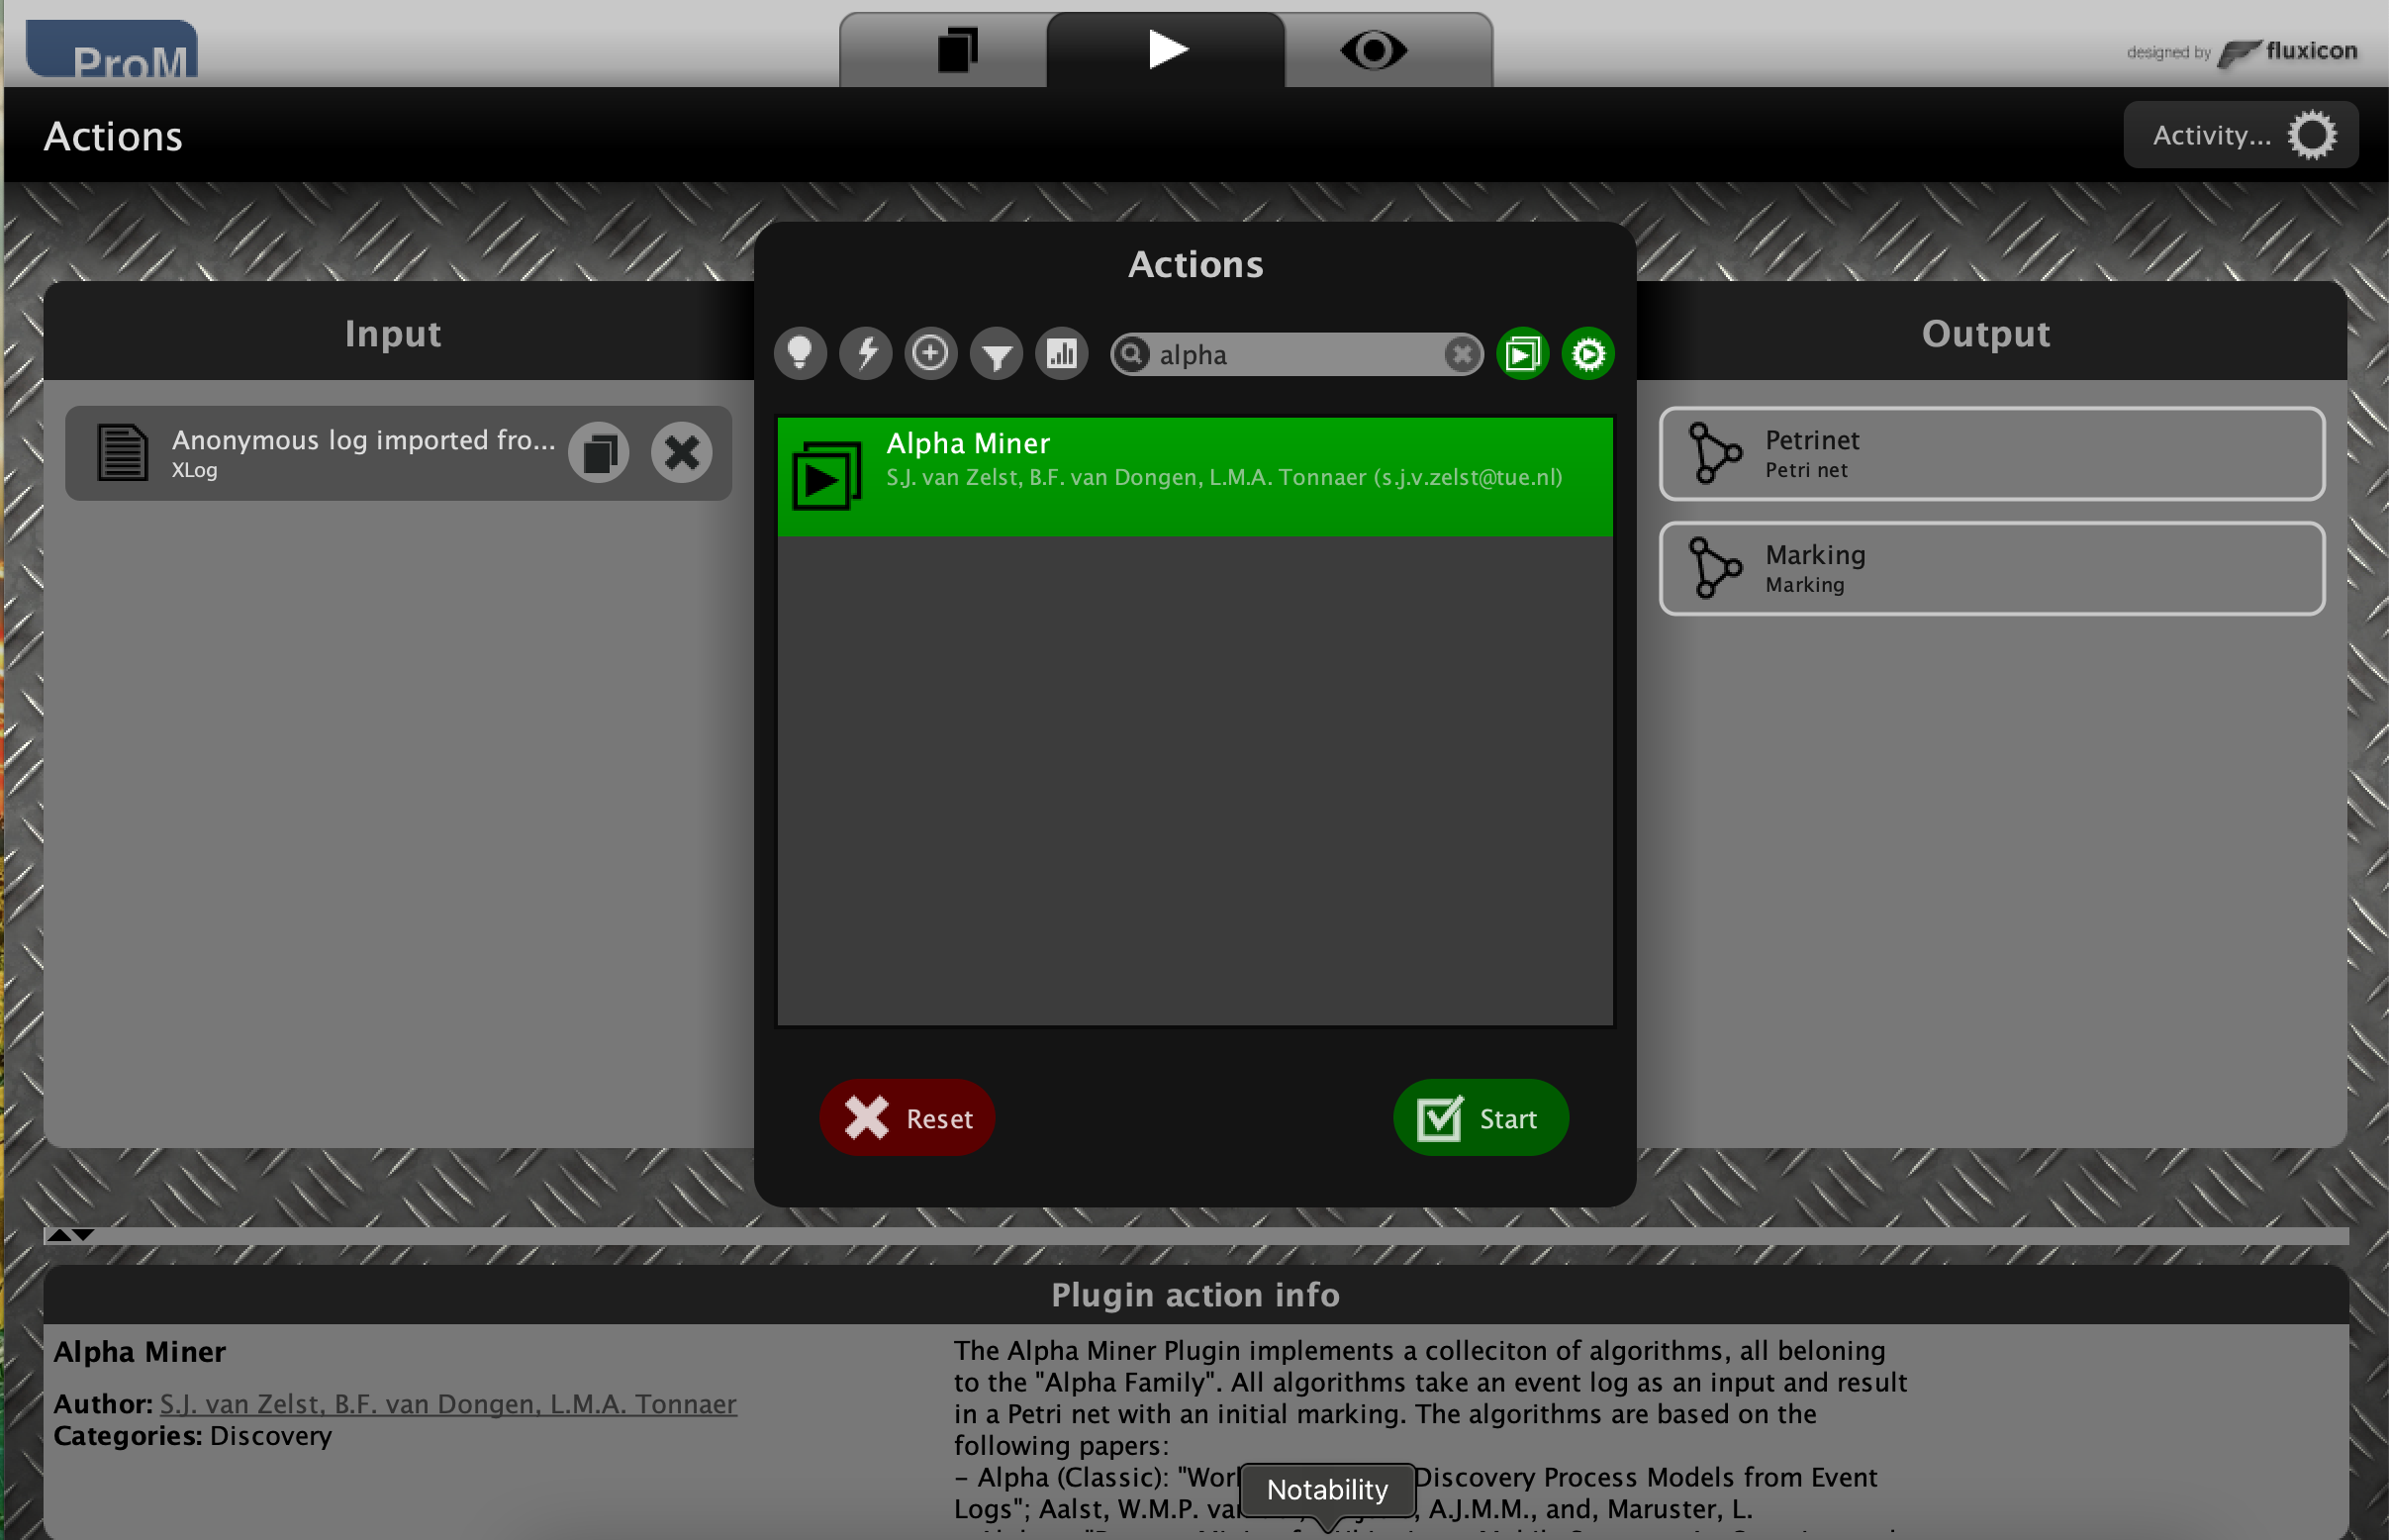 ProM
designed by fluxicon
Actions
Activity...
Actions
Input
alpha
Output
Anonymous log imported fro...
XLog
Alpha Miner
S.J. van Zelst, B.F. van Dongen, L.M.A. Tonnaer (s.j.v.zelst@tue.nl)
Petrinet
Petri net
Marking
Marking
Reset
Start
Plugin action info
Alpha Miner
Author: S.J. van Zelst, B.F. van Dongen, L.M.A. Tonnaer
Categories: Discovery
The Alpha Miner Plugin implements a colleciton of algorithms, all beloning
to the "Alpha Family". All algorithms take an event log as an input and result
in a Petri net with an initial marking. The algorithms are based on the
following papers:
- Alpha (Classic): "Wor Discovery Process Models from Event
Logs"; Aalst, W.M.P. va , A.J.M.M., and, Maruster, L.
Notability